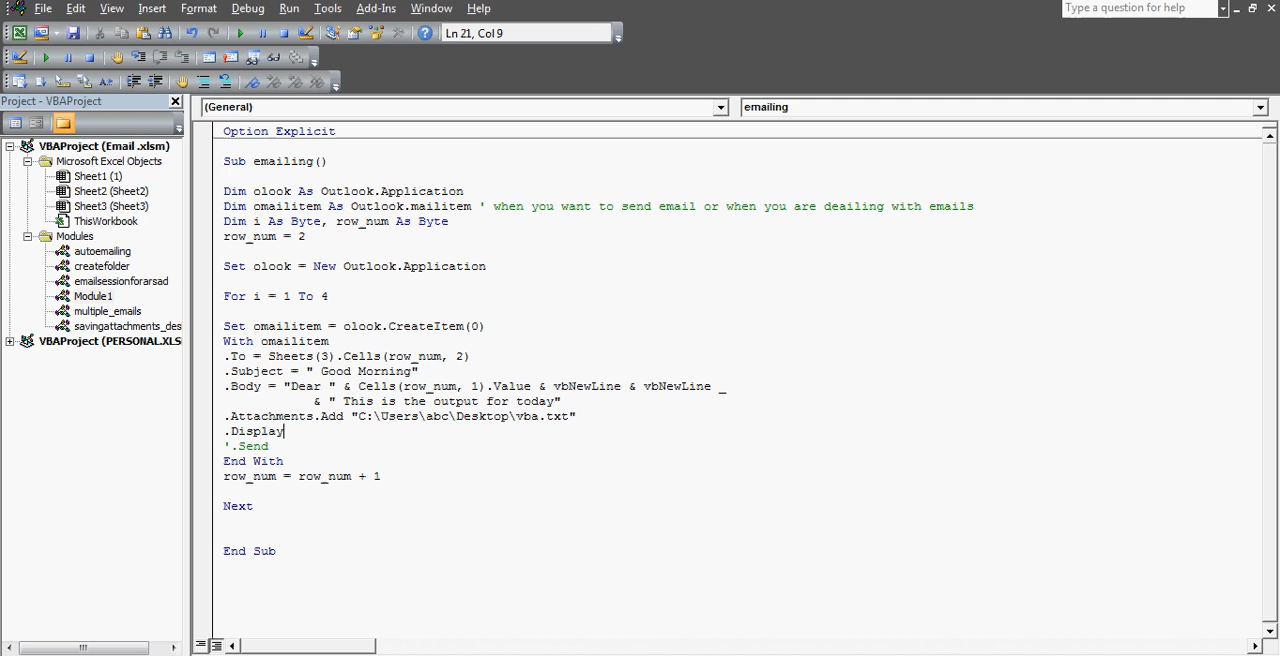 File Edit View Insert Format Debug Run Tools Add-Ins Window Help Type a question for help
Ln 21, Col 9
Project - VBAProject
(General) emailing
VBAProject (Email .xlsm)
Microsoft Excel Objects
Sheet1 (1)
Sheet2 (Sheet2)
Sheet3 (Sheet3)
ThisWorkbook
Modules
autoemailing
createfolder
emailsessionforarsad
Module1
multiple_emails
savingattachments_des
VBAProject (PERSONAL.XLS
Option Explicit
Sub emailing()
Dim olook As Outlook.Application
Dim omailitem As Outlook.mailitem ' when you want to send email or when you are deailing with emails
Dim i As Byte, row_num As Byte
row_num = 2
Set olook = New Outlook.Application
For i = 1 To 4
Set omailitem = olook.CreateItem(0)
With omailitem
.To = Sheets(3).Cells(row_num, 2)
.Subject = " Good Morning"
.Body = "Dear " & Cells(row_num, 1).Value & vbNewLine & vbNewLine _
& " This is the output for today"
.Attachments.Add "C:\Users\abc\Desktop\vba.txt"
.Display
'.Send
End With
row_num = row_num + 1
Next
End Sub